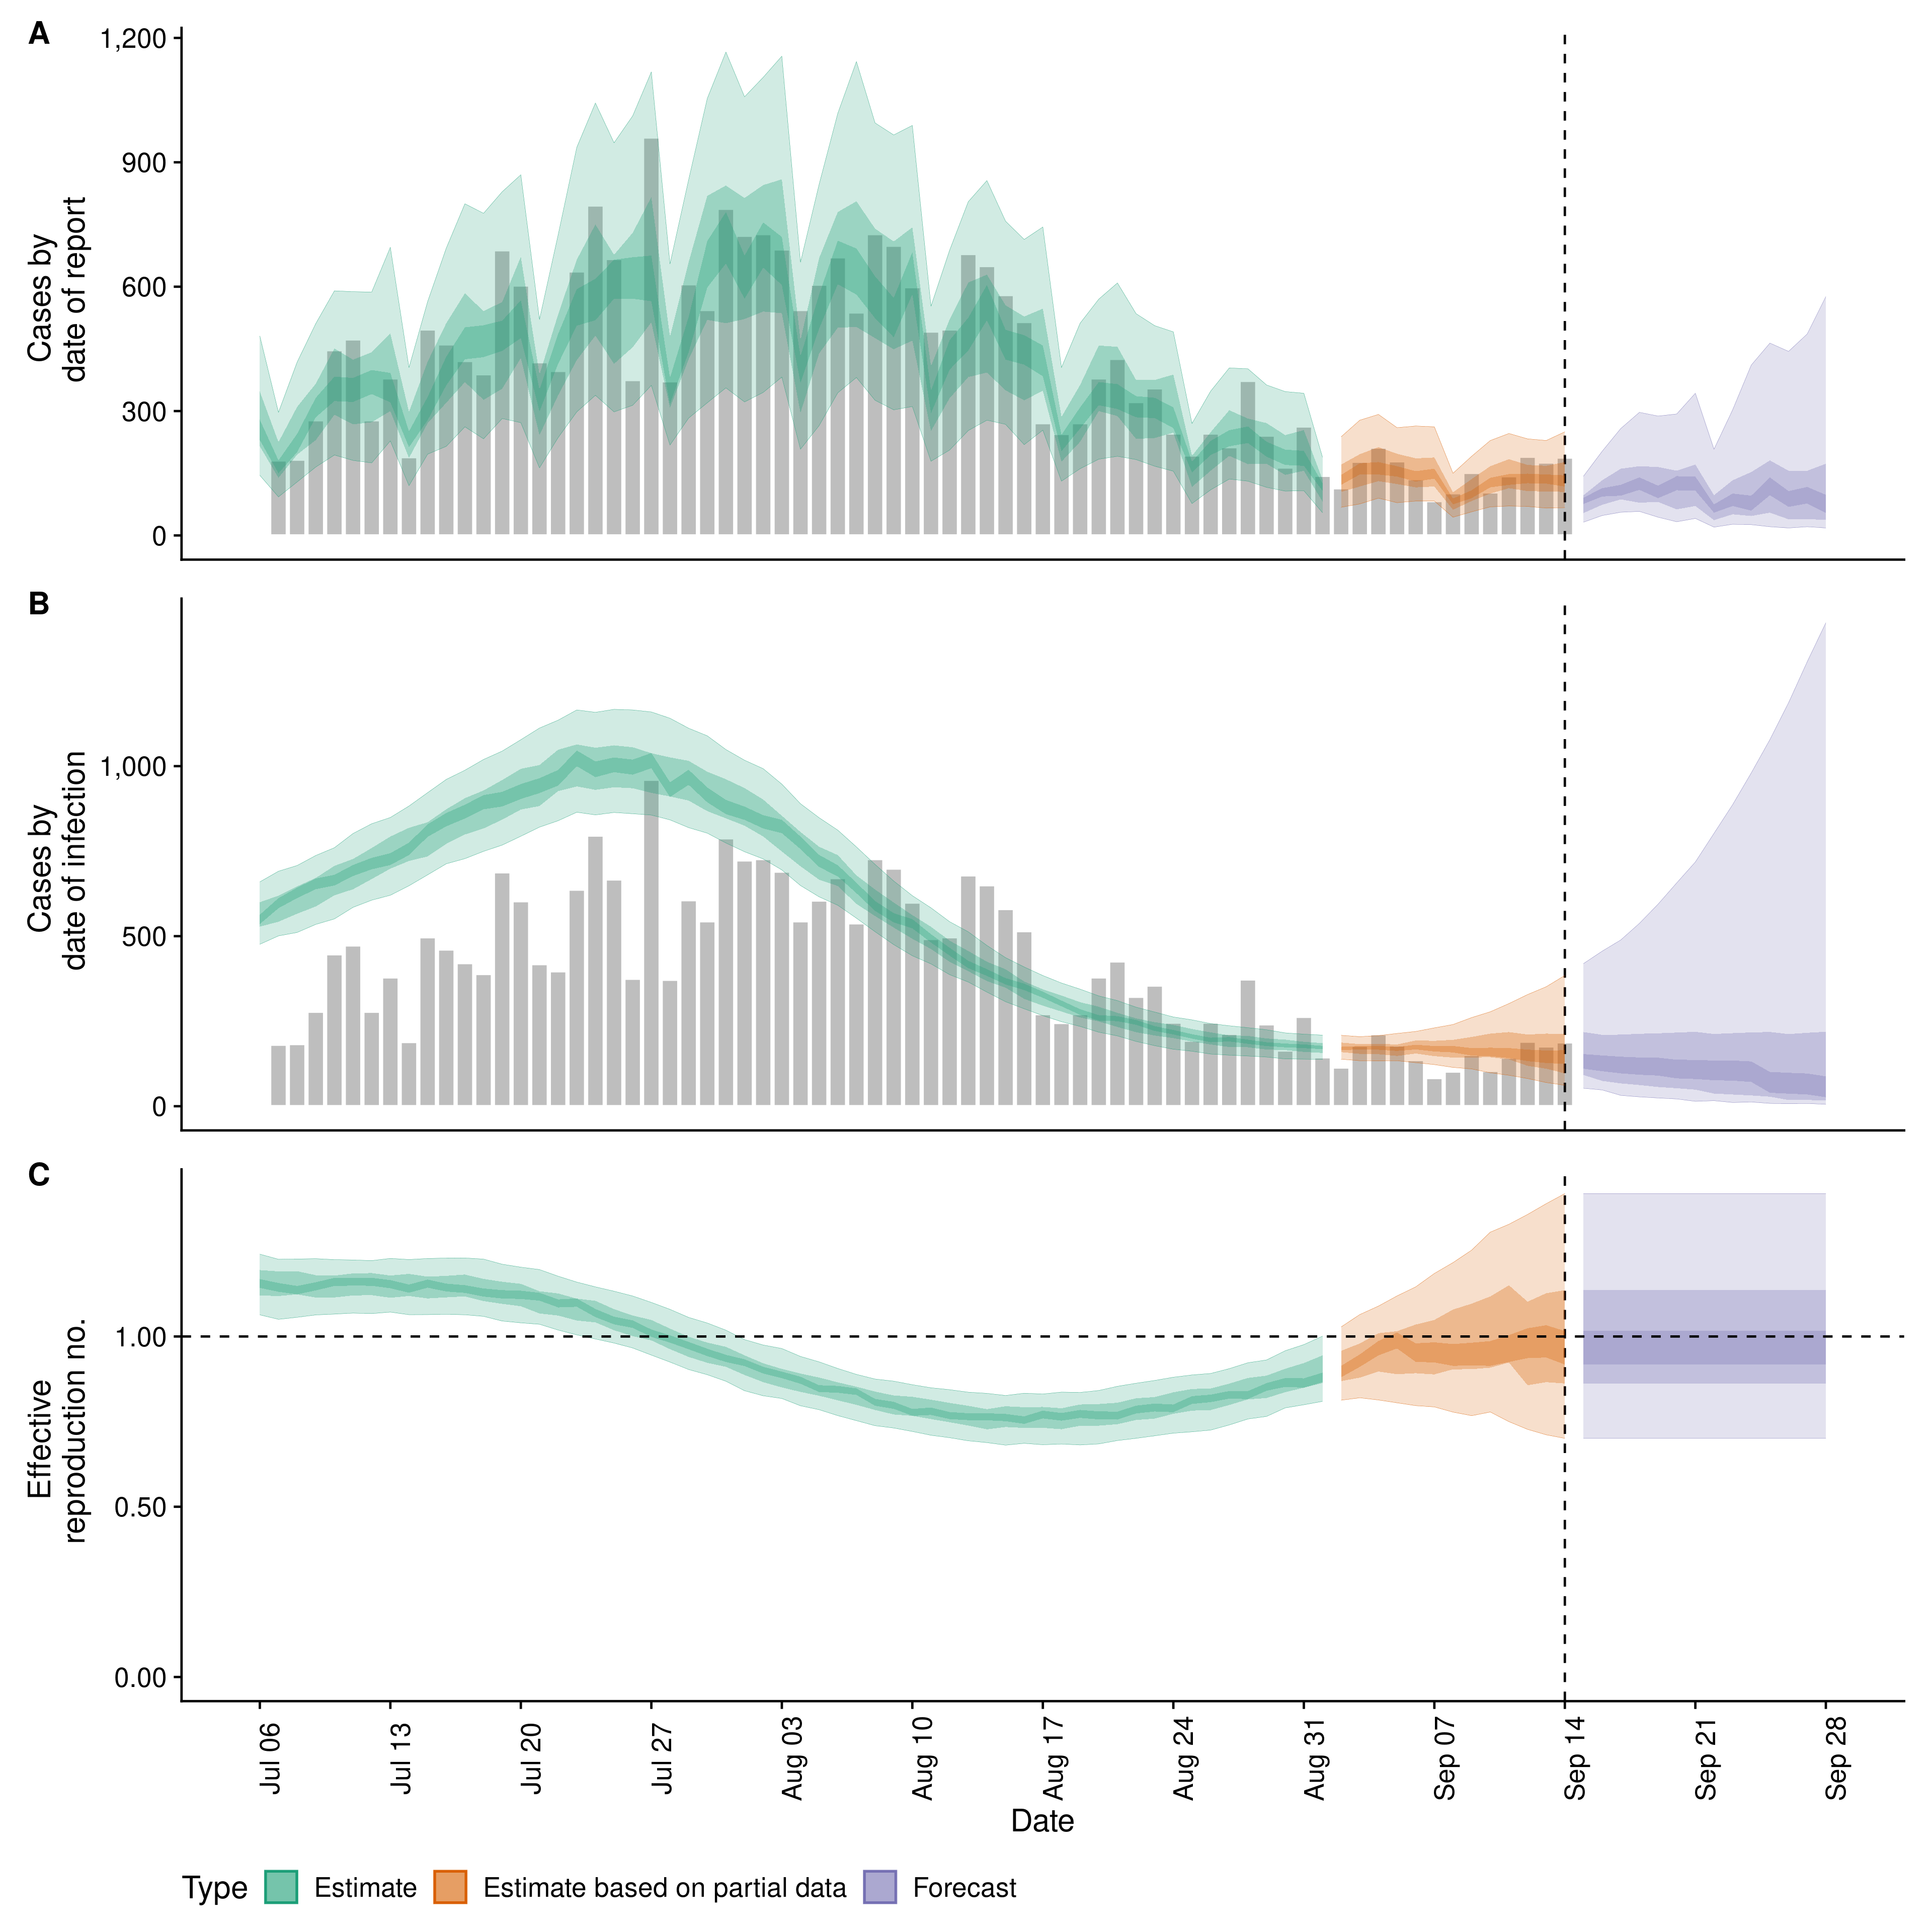 A
1,200
900
600
300
0
Cases by
date of report
B
1,000
500
0
Cases by
date of infection
C
1.00
0.50
0.00
Effective
reproduction no.
Jul 06
Jul 13
Jul 20
Jul 27
Aug 03
Aug 10
Aug 17
Aug 24
Aug 31
Sep 07
Sep 14
Sep 21
Sep 28
Date
Type Estimate Estimate based on partial data Forecast